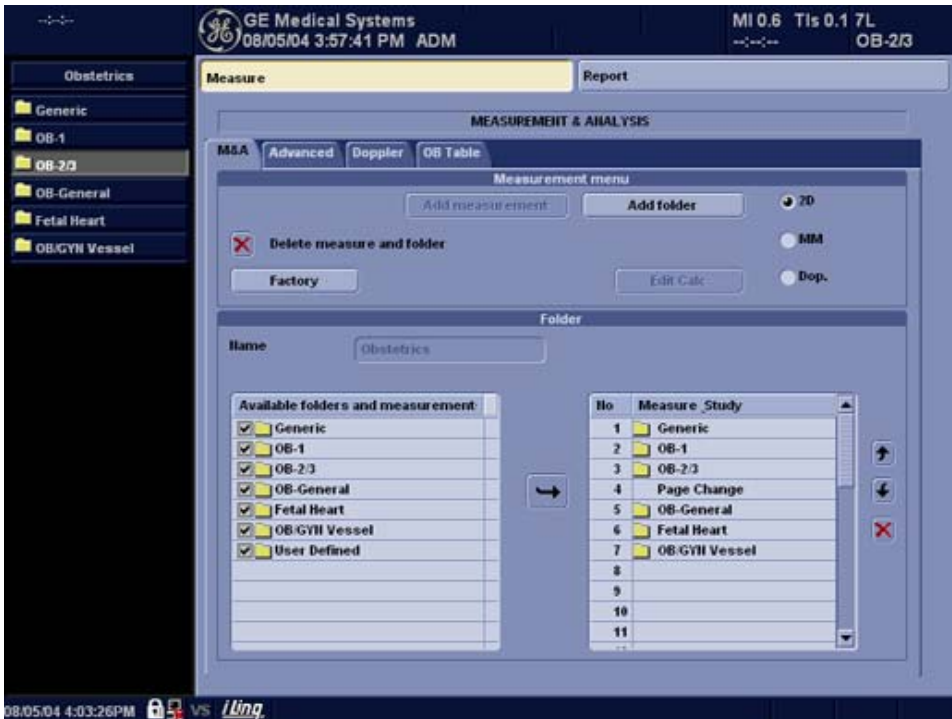 --:--:--
GE Medical Systems
08/05/04 3:57:41 PM ADM
MI 0.6 TIs 0.1 7L
--:--:-- OB-2/3
Obstetrics
Generic
OB-1
OB-2/3
OB-General
Fetal Heart
OB/GYN Vessel
Measure
Report
MEASUREMENT & ANALYSIS
M&A Advanced Doppler OB Table
Measurement menu
Add measurement Add folder 2D
Delete measure and folder MM
Factory Edit Calc Dop.
Folder
Name Obstetrics
Available folders and measurement
Generic
OB-1
OB-2/3
OB-General
Fetal Heart
OB/GYN Vessel
User Defined
No Measure_Study
1 Generic
2 OB-1
3 OB-2/3
4 Page Change
5 OB-General
6 Fetal Heart
7 OB/GYN Vessel
8
9
10
11
08/05/04 4:03:26PM VS iLinq